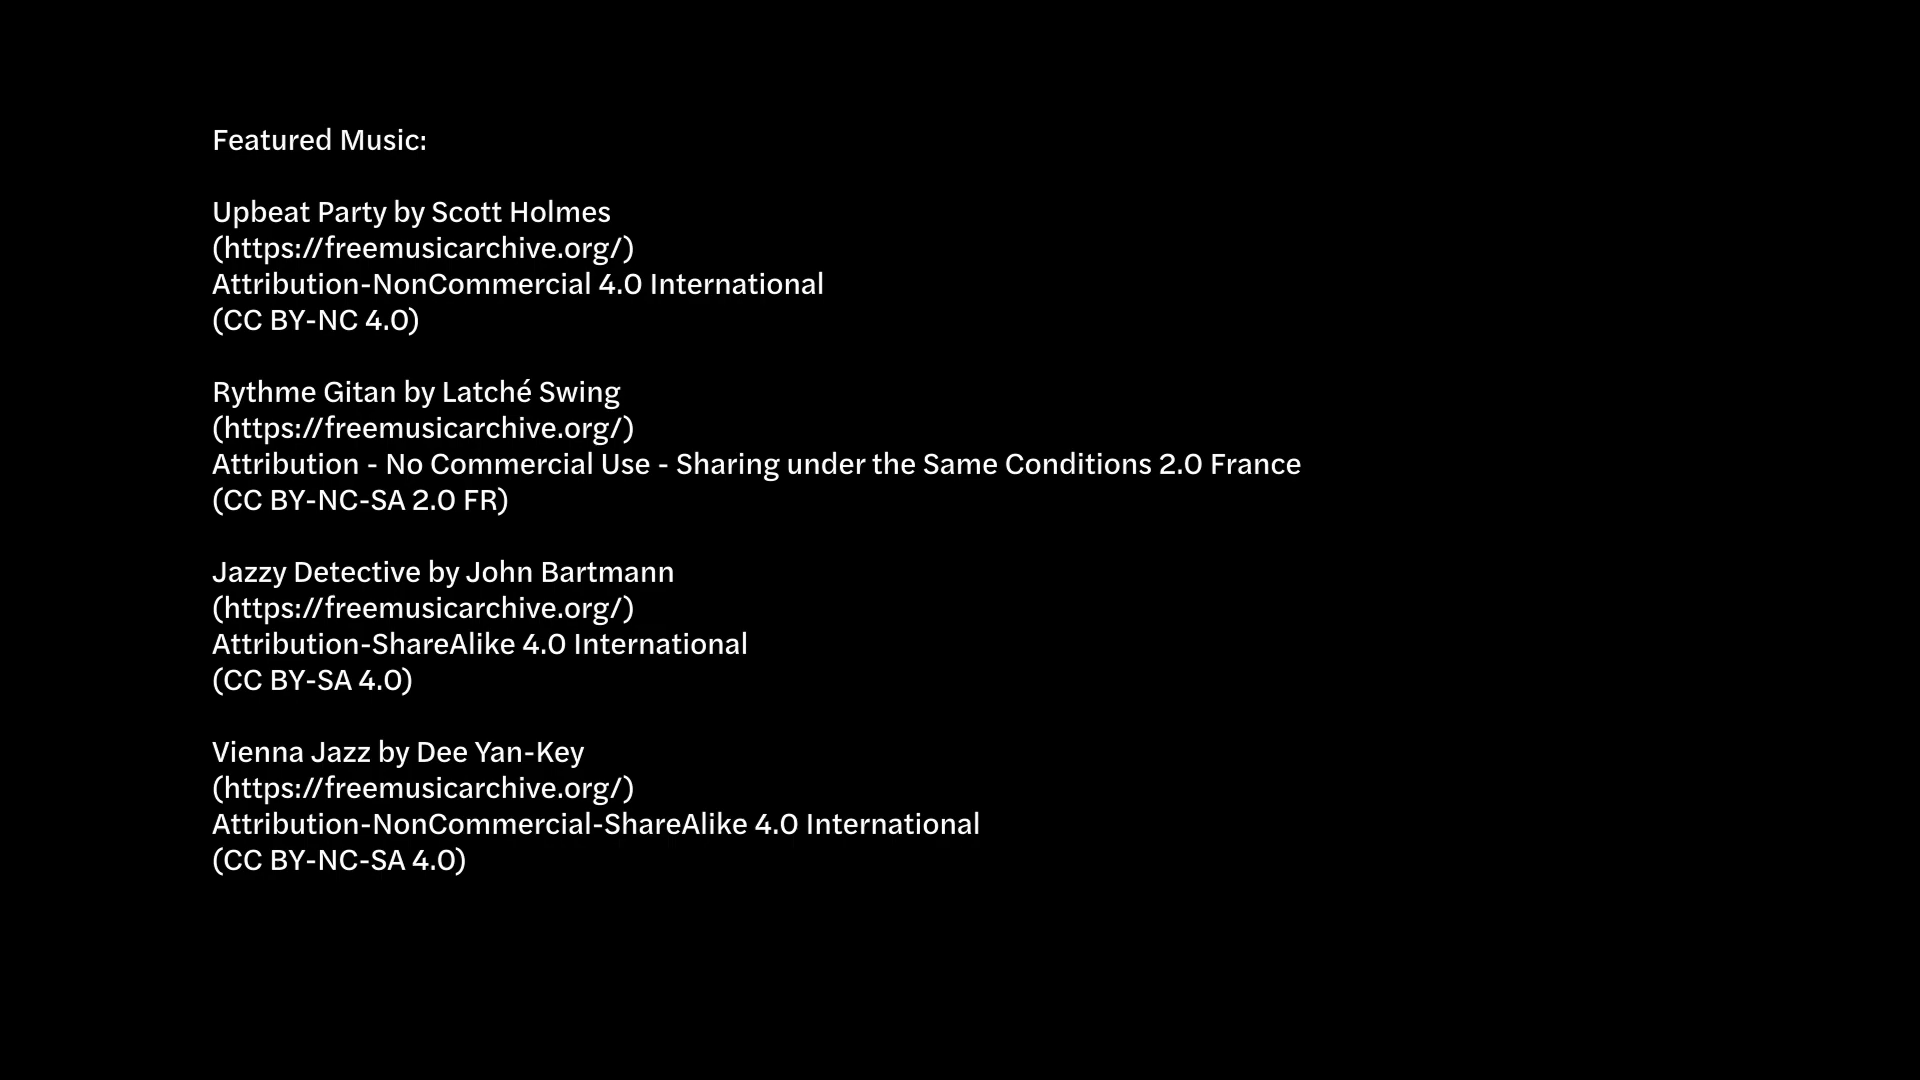 Featured Music:
Upbeat Party by Scott Holmes
(https://freemusicarchive.org/)
Attribution-NonCommercial 4.0 International
(CC BY-NC 4.0)
Rythme Gitan by Latché Swing
(https://freemusicarchive.org/)
Attribution - No Commercial Use - Sharing under the Same Conditions 2.0 France
(CC BY-NC-SA 2.0 FR)
Jazzy Detective by John Bartmann
(https://freemusicarchive.org/)
Attribution-ShareAlike 4.0 International
(CC BY-SA 4.0)
Vienna Jazz by Dee Yan-Key
(https://freemusicarchive.org/)
Attribution-NonCommercial-ShareAlike 4.0 International
(CC BY-NC-SA 4.0)